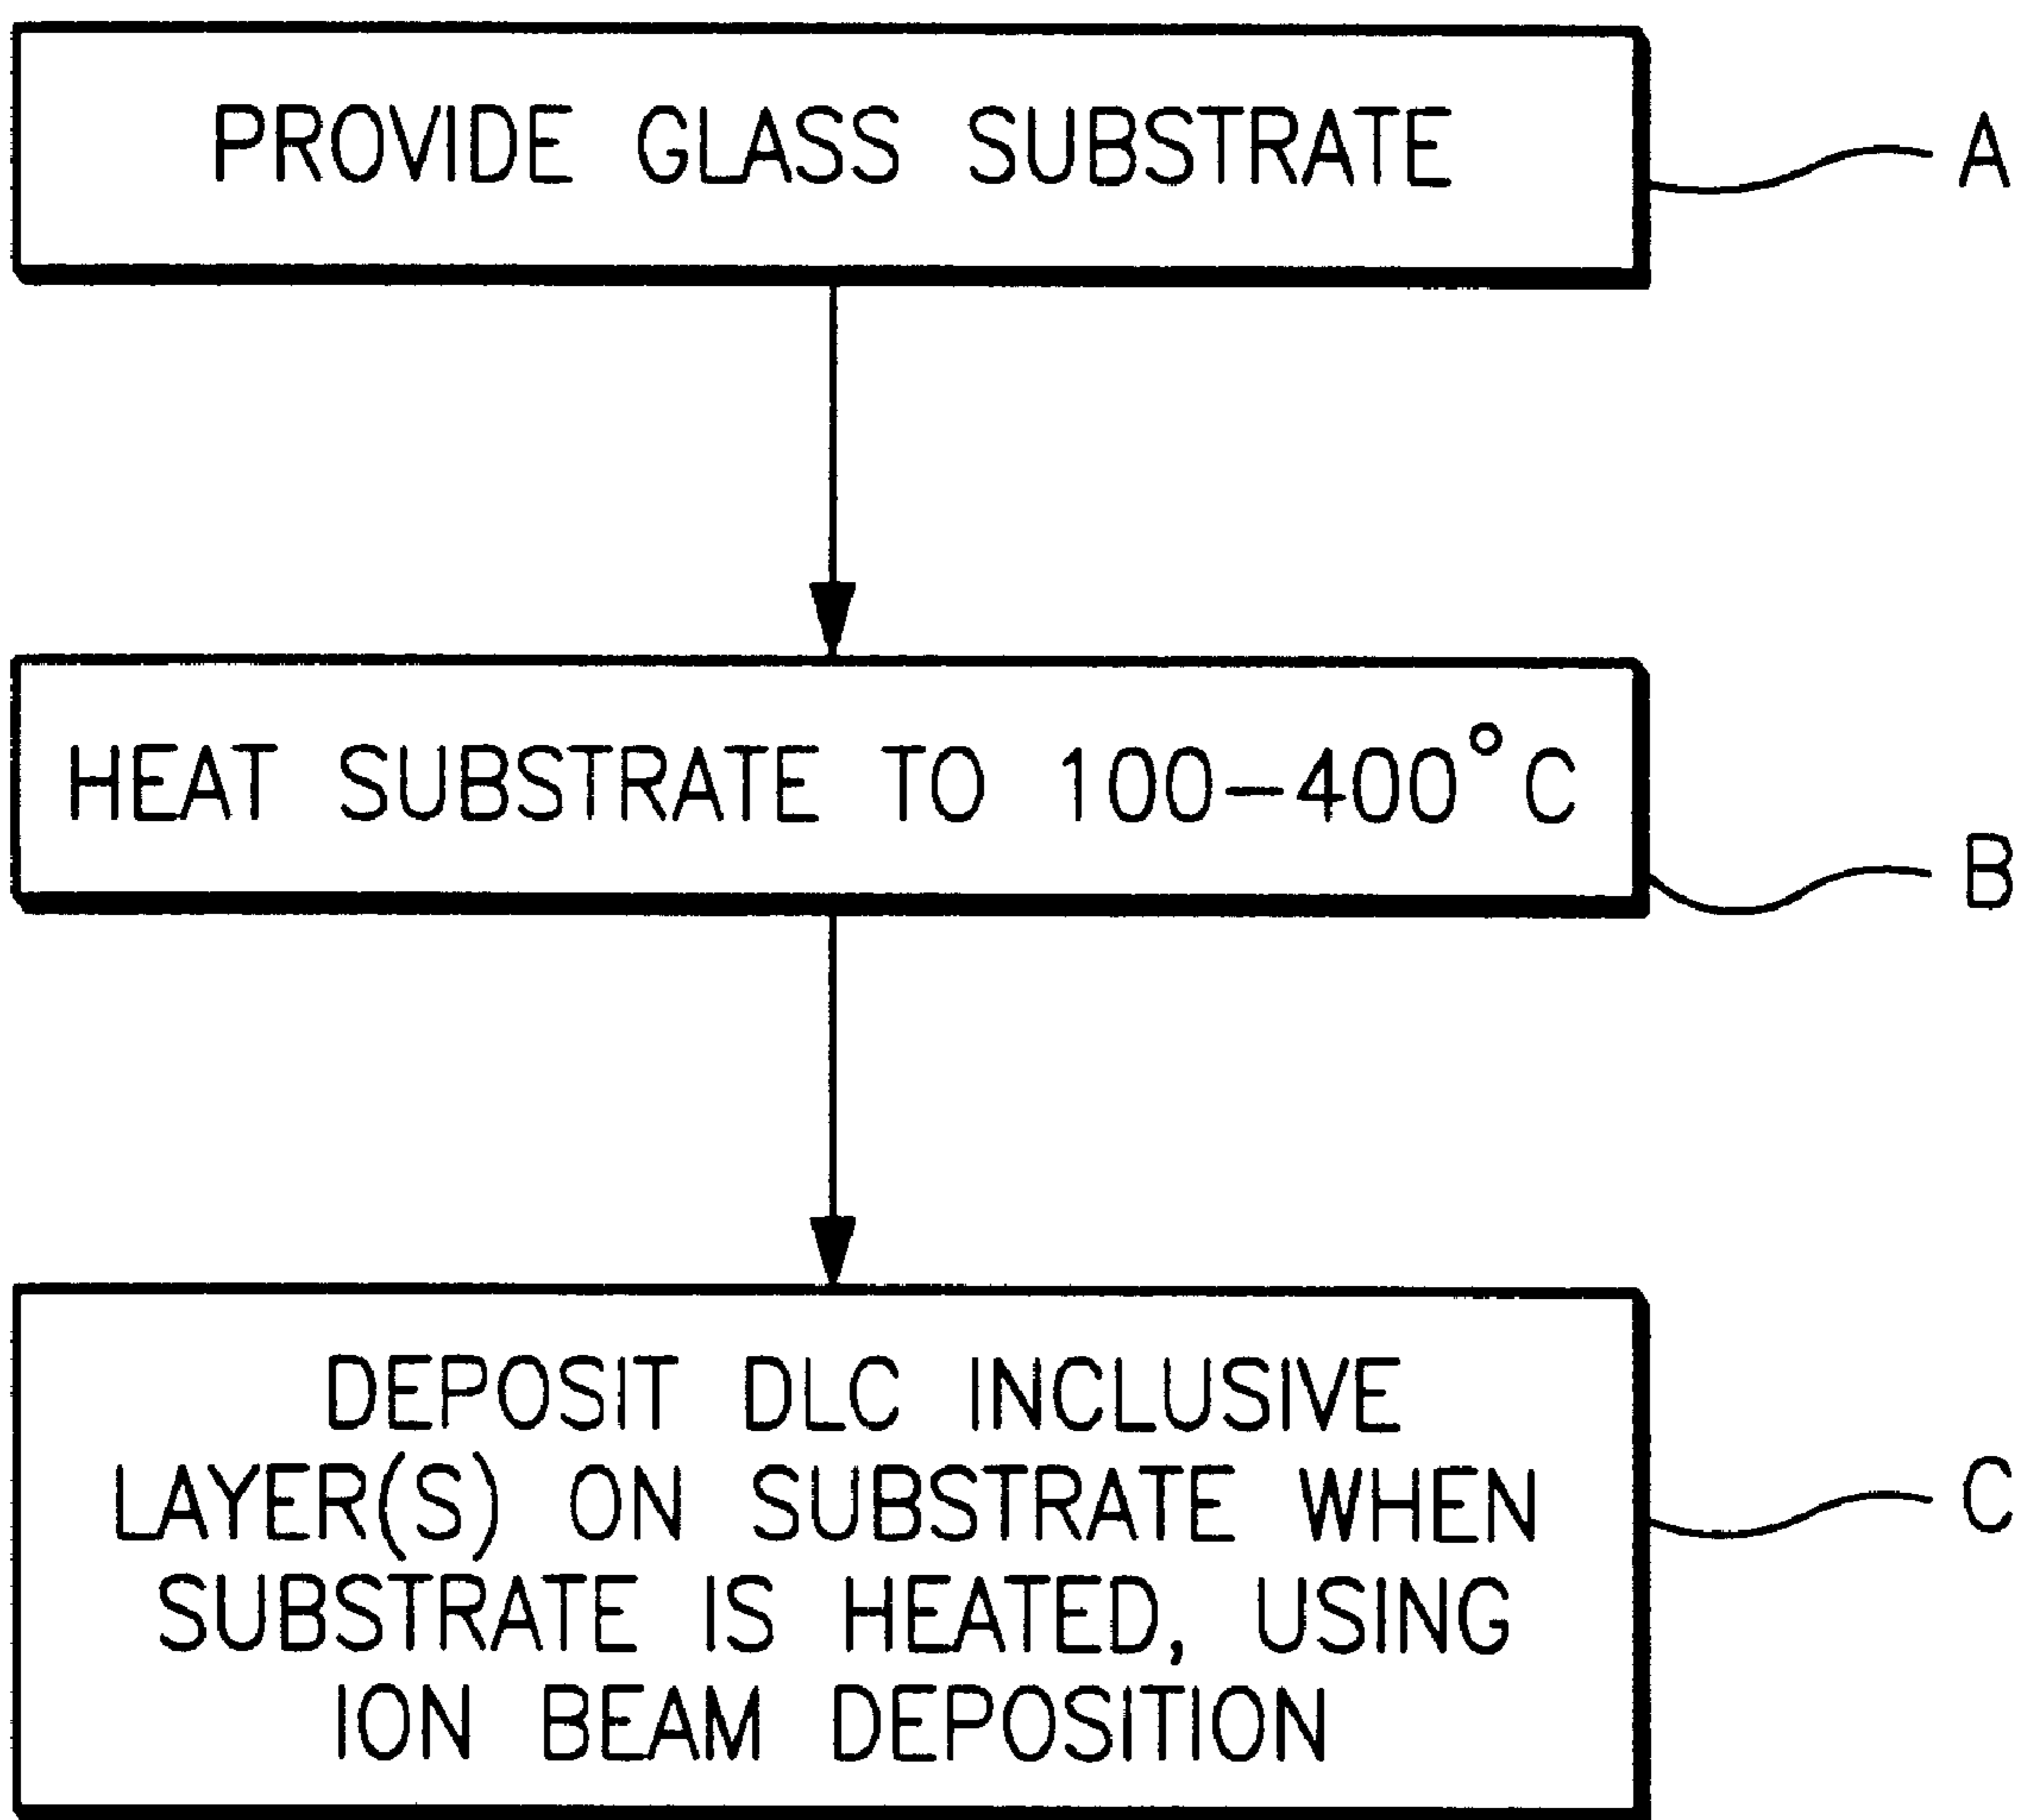 PROVIDE GLASS SUBSTRATE
A
HEAT SUBSTRATE TO 100-400°C
B
DEPOSIT DLC INCLUSIVE
LAYER(S) ON SUBSTRATE WHEN
SUBSTRATE IS HEATED, USING
ION BEAM DEPOSITION
C